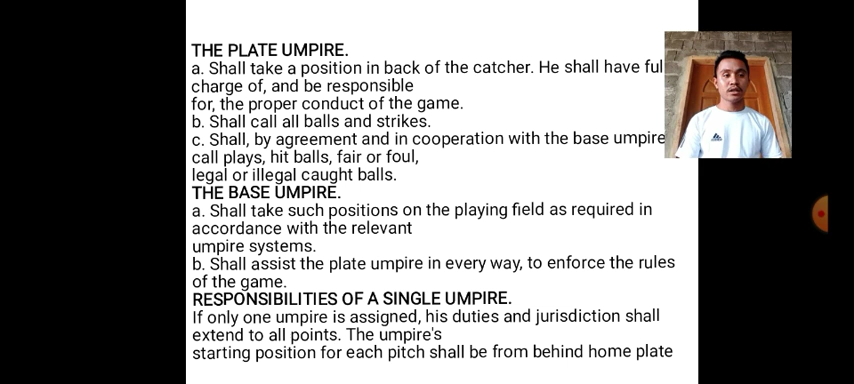 THE PLATE UMPIRE.
a. Shall take a position in back of the catcher. He shall have ful
charge of, and be responsible
for, the proper conduct of the game.
b. Shall call all balls and strikes.
c. Shall, by agreement and in cooperation with the base umpire
call plays, hit balls, fair or foul,
legal or illegal caught balls.
THE BASE UMPIRE.
a. Shall take such positions on the playing field as required in
accordance with the relevant
umpire systems.
b. Shall assist the plate umpire in every way, to enforce the rules
of the game.
RESPONSIBILITIES OF A SINGLE UMPIRE.
If only one umpire is assigned, his duties and jurisdiction shall
extend to all points. The umpire's
starting position for each pitch shall be from behind home plate